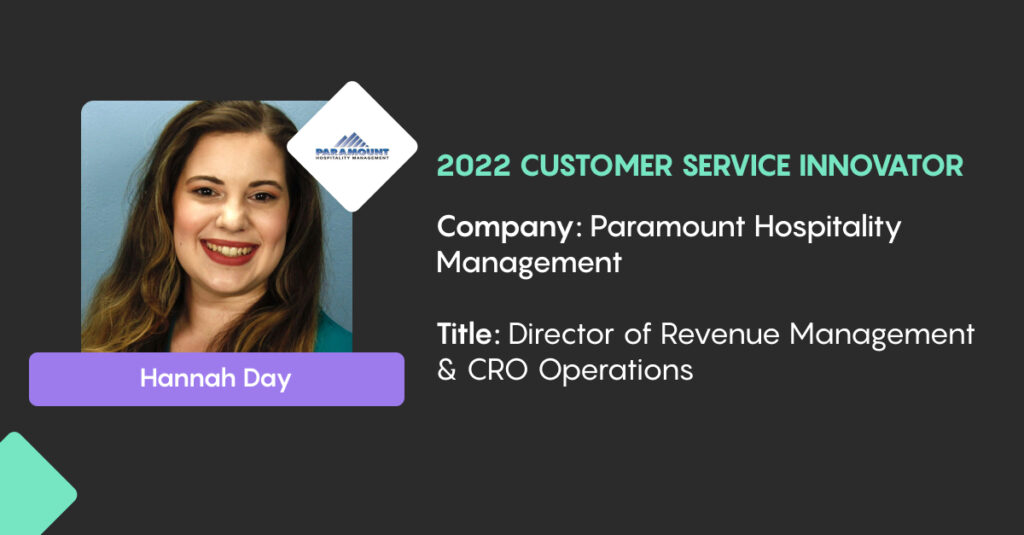 PARAMOUNT
HOSPITALITY MANAGEMENT
Hannah Day
2022 CUSTOMER SERVICE INNOVATOR
Company: Paramount Hospitality
Management
Title: Director of Revenue Management
& CRO Operations